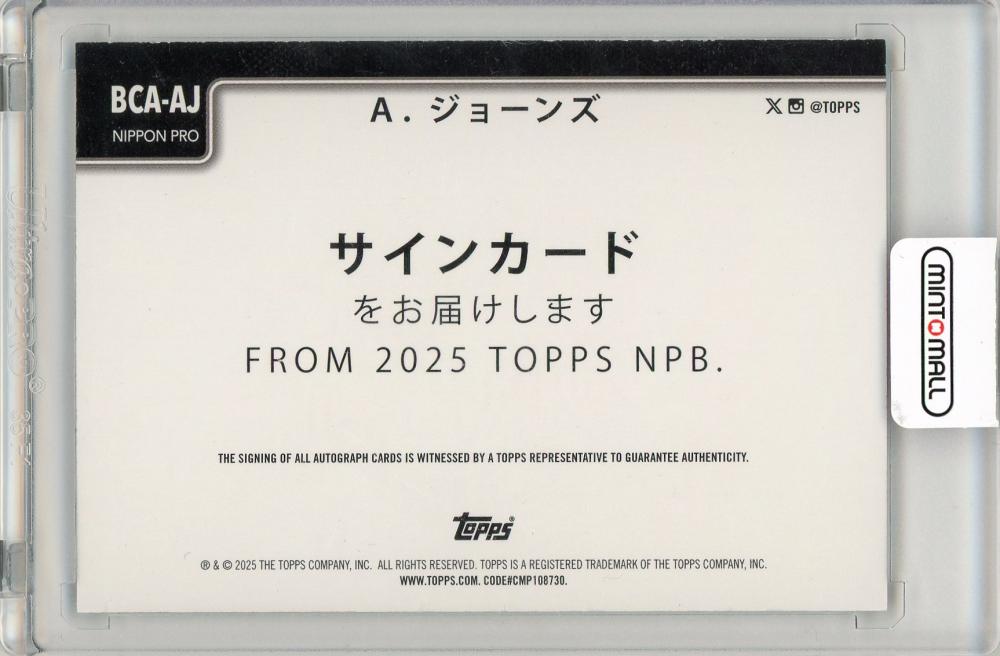 BCA-AJ
NIPPON PRO
A. ジョーンズ
@TOPPS
サインカード
をお届けします
FROM 2025 TOPPS NPB.
THE SIGNING OF ALL AUTOGRAPH CARDS IS WITNESSED BY A TOPPS REPRESENTATIVE TO GUARANTEE AUTHENTICITY.
topps®
® & © 2025 THE TOPPS COMPANY, INC. ALL RIGHTS RESERVED. TOPPS IS A REGISTERED TRADEMARK OF THE TOPPS COMPANY, INC.
WWW.TOPPS.COM. CODE#CMP108730.
MINTOMALL